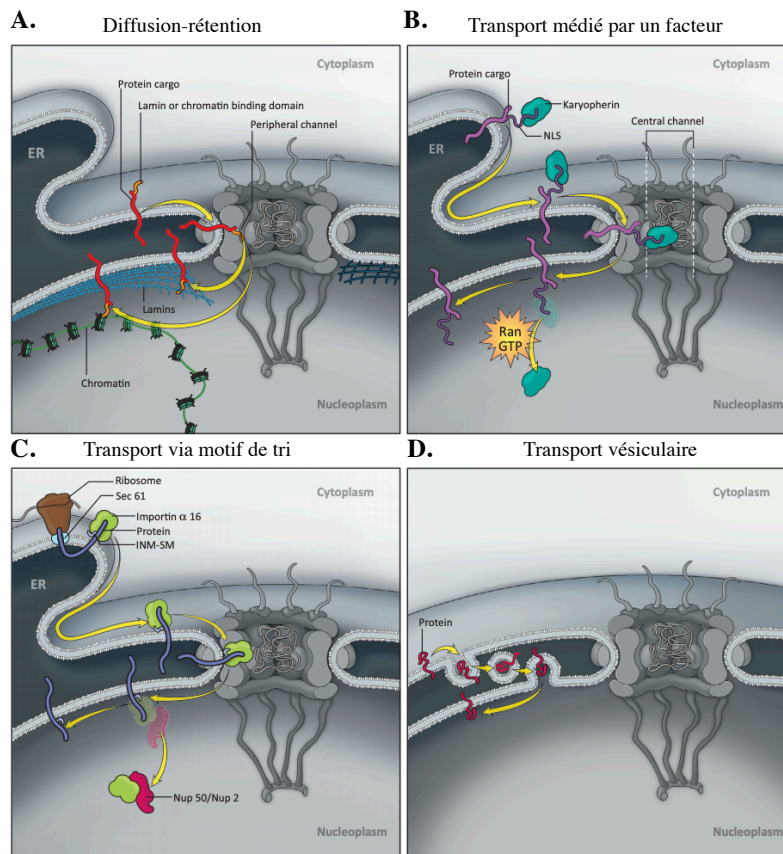 A. Diffusion-rétention
Cytoplasm
Protein cargo
Lamin or chromatin binding domain
Peripheral channel
ER
Lamins
Chromatin
Nucleoplasm
B. Transport médié par un facteur
Cytoplasm
Protein cargo
Karyopherin
NLS
Central channel
ER
Ran
GTP
Nucleoplasm
C. Transport via motif de tri
Ribosome
Sec 61
Cytoplasm
Importin α 16
Protein
INM-SM
ER
Nup 50/Nup 2
Nucleoplasm
D. Transport vésiculaire
Cytoplasm
Protein
Nucleoplasm